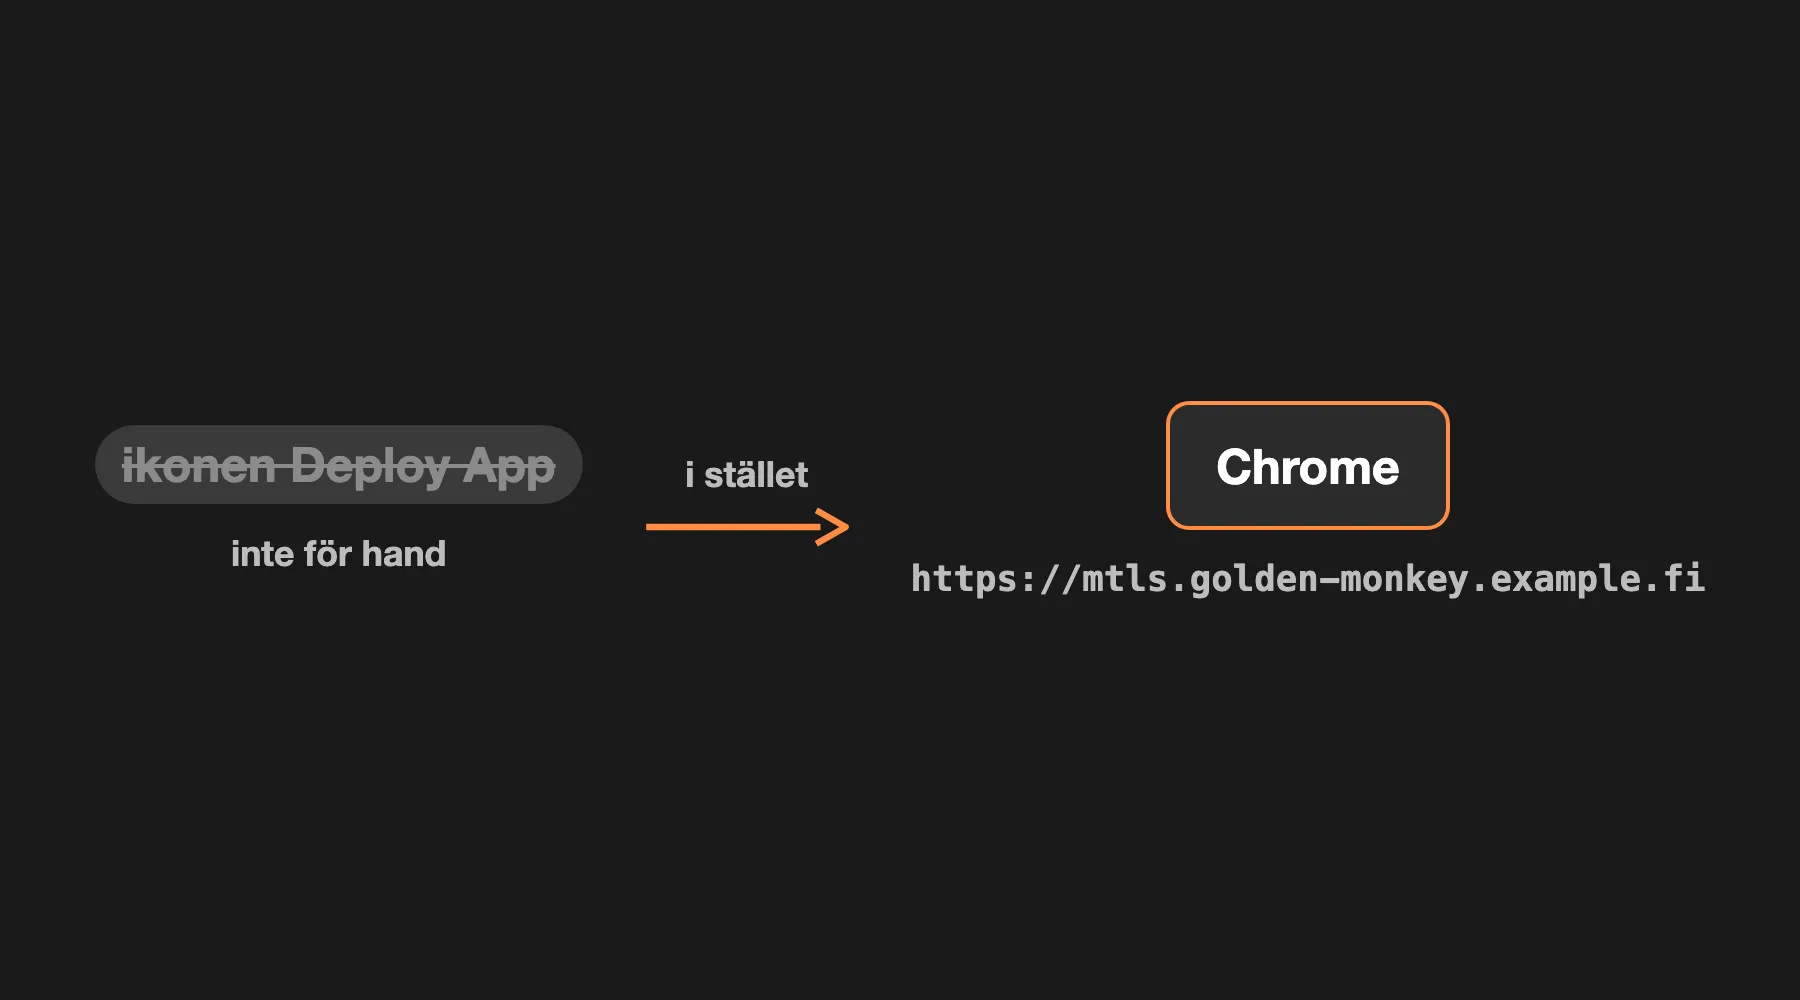 ikonen Deploy App
inte för hand
i stället
Chrome
https://mtls.golden-monkey.example.fi